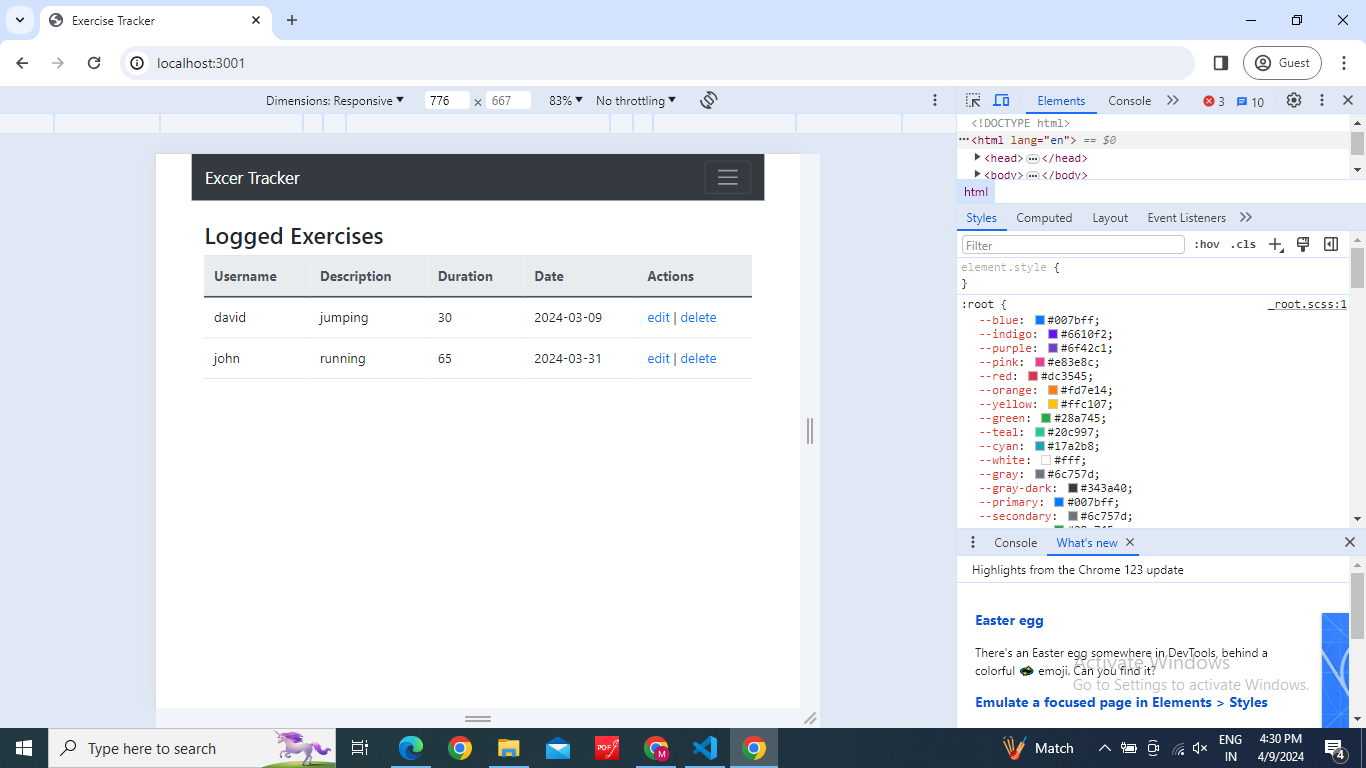 Exercise Tracker
localhost:3001
Guest
Dimensions: Responsive 776 x 667 83% No throttling
Elements Console 3 10
<!DOCTYPE html>
<html lang="en"> == $0
<head> </head>
<body> </body>
html
Styles Computed Layout Event Listeners
Filter :hov .cls
element.style {
}
:root { _root.scss:1
--blue: #007bff;
--indigo: #6610f2;
--purple: #6f42c1;
--pink: #e83e8c;
--red: #dc3545;
--orange: #fd7e14;
--yellow: #ffc107;
--green: #28a745;
--teal: #20c997;
--cyan: #17a2b8;
--white: #fff;
--gray: #6c757d;
--gray-dark: #343a40;
--primary: #007bff;
--secondary: #6c757d;
Console What's new
Highlights from the Chrome 123 update
Easter egg
There's an Easter egg somewhere in DevTools, behind a
colorful emoji. Can you find it?
Emulate a focused page in Elements > Styles
Activate Windows
Go to Settings to activate Windows.
Excer Tracker
Logged Exercises
Username Description Duration Date Actions
david jumping 30 2024-03-09 edit | delete
john running 65 2024-03-31 edit | delete
Type here to search
PDF
M
Match
ENG
IN
4:30 PM
4/9/2024
4